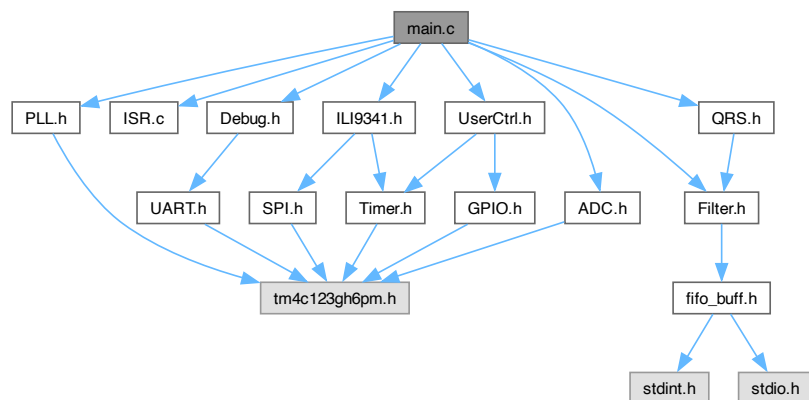 main.c
PLL.h
ISR.c
Debug.h
ILI9341.h
UserCtrl.h
QRS.h
UART.h
SPI.h
Timer.h
GPIO.h
ADC.h
Filter.h
tm4c123gh6pm.h
fifo_buff.h
stdint.h
stdio.h